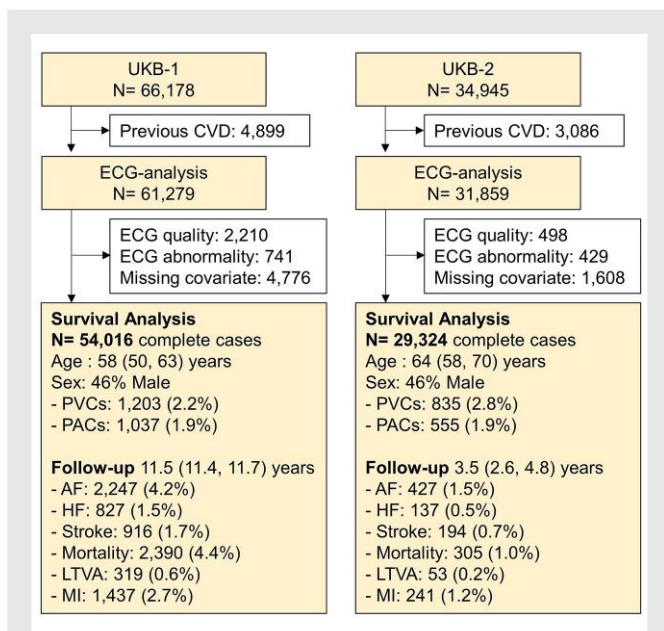 UKB-1
N= 66,178
Previous CVD: 4,899
ECG-analysis
N= 61,279
ECG quality: 2,210
ECG abnormality: 741
Missing covariate: 4,776
Survival Analysis
N= 54,016 complete cases
Age : 58 (50, 63) years
Sex: 46% Male
- PVCs: 1,203 (2.2%)
- PACs: 1,037 (1.9%)
Follow-up 11.5 (11.4, 11.7) years
- AF: 2,247 (4.2%)
- HF: 827 (1.5%)
- Stroke: 916 (1.7%)
- Mortality: 2,390 (4.4%)
- LTVA: 319 (0.6%)
- MI: 1,437 (2.7%)
UKB-2
N= 34,945
Previous CVD: 3,086
ECG-analysis
N= 31,859
ECG quality: 498
ECG abnormality: 429
Missing covariate: 1,608
Survival Analysis
N= 29,324 complete cases
Age: 64 (58, 70) years
Sex: 46% Male
- PVCs: 835 (2.8%)
- PACs: 555 (1.9%)
Follow-up 3.5 (2.6, 4.8) years
- AF: 427 (1.5%)
- HF: 137 (0.5%)
- Stroke: 194 (0.7%)
- Mortality: 305 (1.0%)
- LTVA: 53 (0.2%)
- MI: 241 (1.2%)